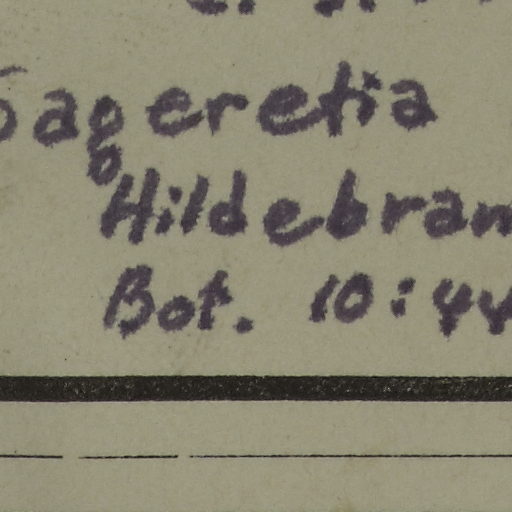 Sageretia
Hildebran
Bot. 10:44